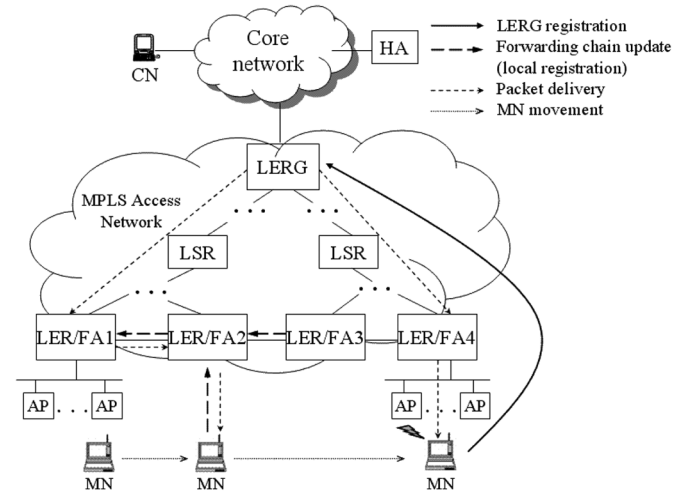 Core
network
HA
CN
LERG registration
Forwarding chain update
(local registration)
Packet delivery
MN movement
LERG
MPLS Access
Network
LSR
LSR
LER/FA1
LER/FA2
LER/FA3
LER/FA4
AP
AP
AP
AP
MN
MN
MN